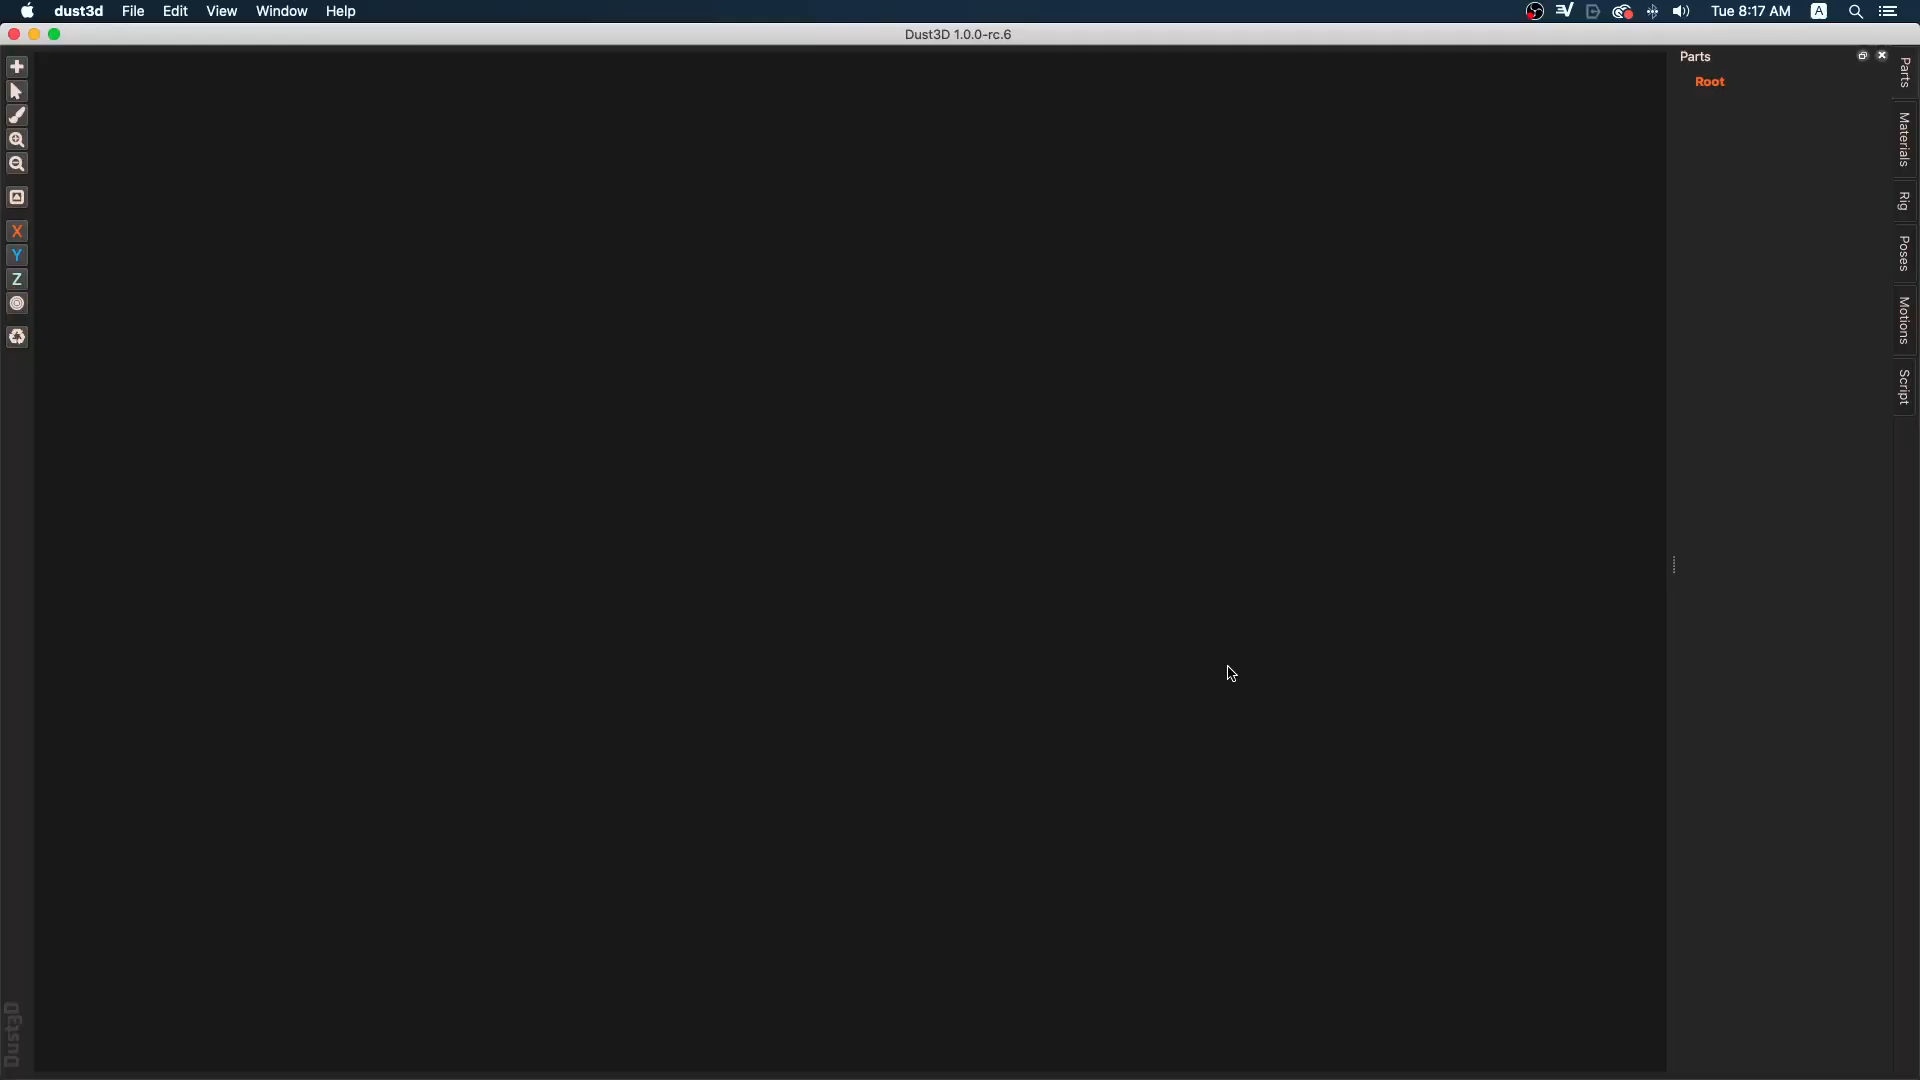 dust3d File Edit View Window Help Tue 8:17 AM A
Dust3D 1.0.0-rc.6
Parts
Root
X
Y
Z
Parts
Materials
Rig
Poses
Motions
Script
Dust3D